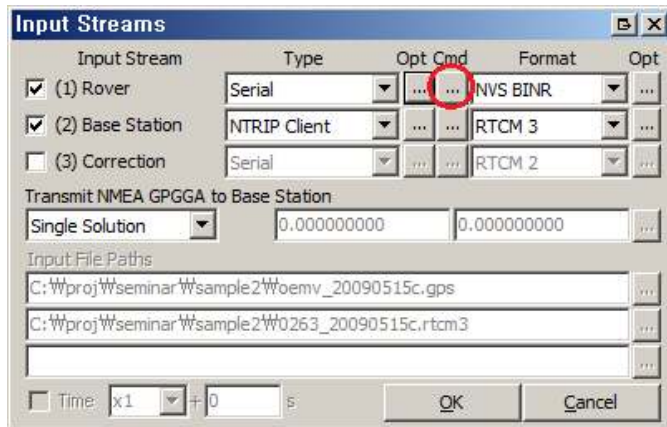 Input Streams
Input Stream Type Opt Cmd Format Opt
(1) Rover Serial ... ... NVS BINR ...
(2) Base Station NTRIP Client ... ... RTCM 3 ...
(3) Correction Serial ... ... RTCM 2 ...
Transmit NMEA GPGGA to Base Station
Single Solution 0.000000000 0.000000000 ...
Input File Paths
C:₩proj₩seminar₩sample2₩oemv_20090515c.gps ...
C:₩proj₩seminar₩sample2₩0263_20090515c.rtcm3 ...
...
Time x1 + 0 s OK Cancel